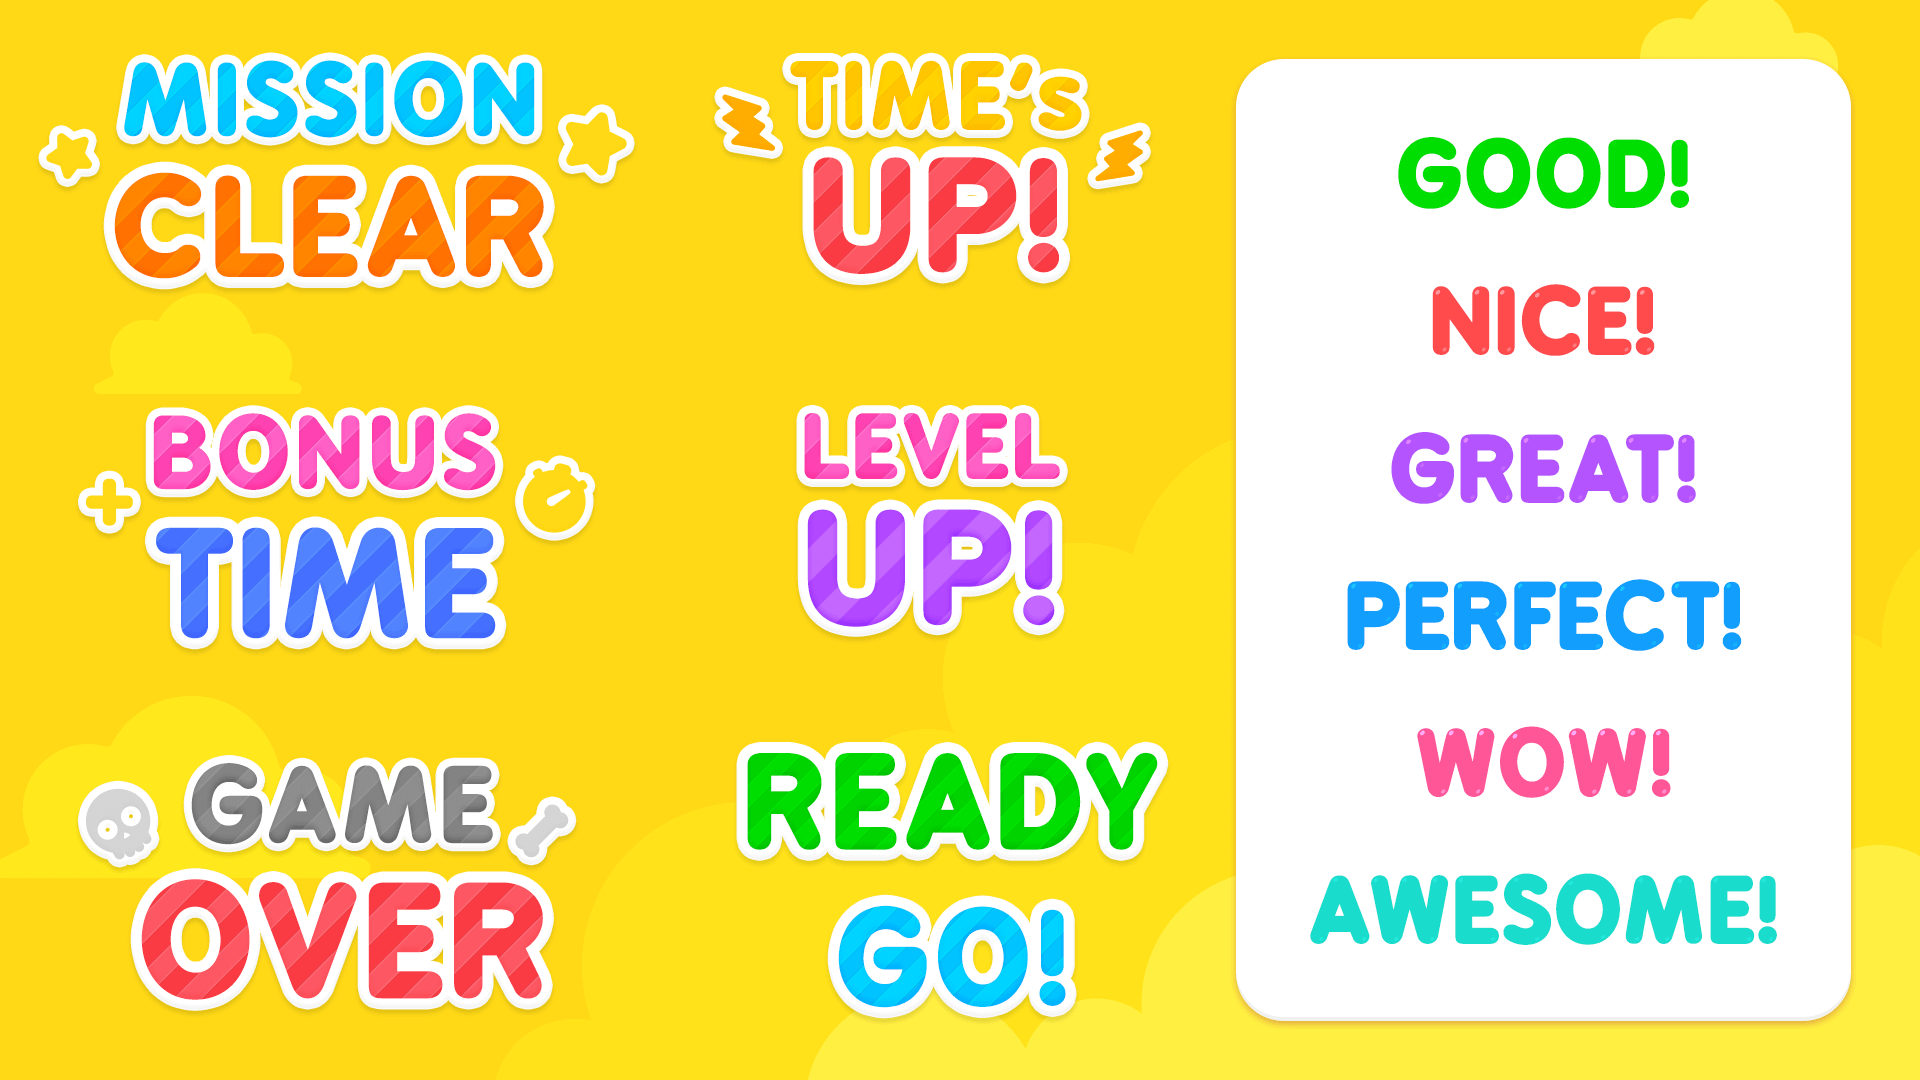 MISSION
CLEAR
TIME's
UP!
BONUS
TIME
LEVEL
UP!
GAME
OVER
READY
GO!
GOOD!
NICE!
GREAT!
PERFECT!
WOW!
AWESOME!